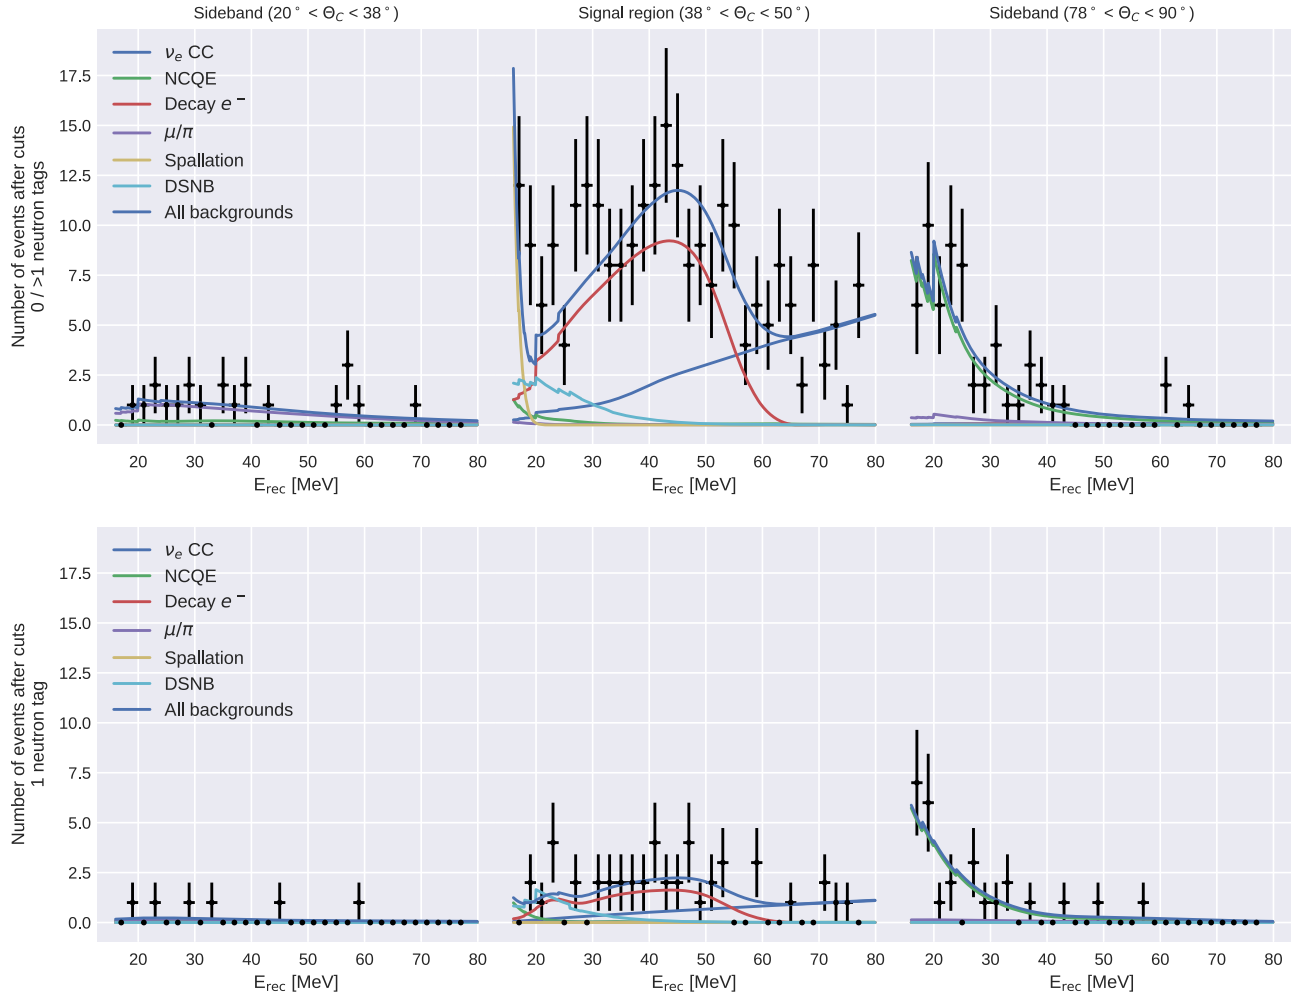 Sideband (20° < Θ_C < 38°)
Signal region (38° < Θ_C < 50°)
Sideband (78° < Θ_C < 90°)
Number of events after cuts
0 / >1 neutron tags
17.5
15.0
12.5
10.0
7.5
5.0
2.5
0.0
ν_e CC
NCQE
Decay e⁻
μ/π
Spallation
DSNB
All backgrounds
20 30 40 50 60 70 80
20 30 40 50 60 70 80
20 30 40 50 60 70 80
E_rec [MeV]
E_rec [MeV]
E_rec [MeV]
Number of events after cuts
1 neutron tag
17.5
15.0
12.5
10.0
7.5
5.0
2.5
0.0
ν_e CC
NCQE
Decay e⁻
μ/π
Spallation
DSNB
All backgrounds
20 30 40 50 60 70 80
20 30 40 50 60 70 80
20 30 40 50 60 70 80
E_rec [MeV]
E_rec [MeV]
E_rec [MeV]